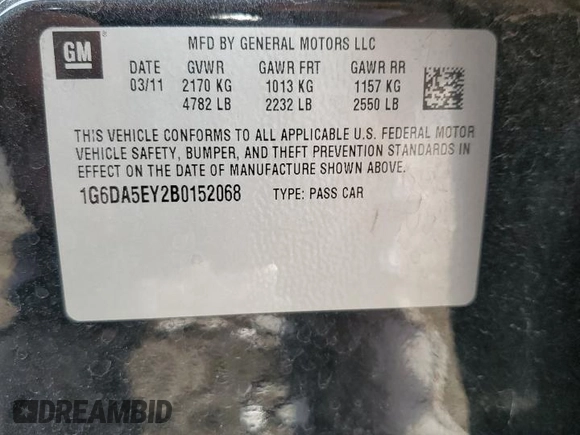 GM
MFD BY GENERAL MOTORS LLC
DATE GVWR GAWR FRT GAWR RR
03/11 2170 KG 1013 KG 1157 KG
4782 LB 2232 LB 2550 LB
THIS VEHICLE CONFORMS TO ALL APPLICABLE U.S. FEDERAL MOTOR
VEHICLE SAFETY, BUMPER, AND THEFT PREVENTION STANDARDS IN
EFFECT ON THE DATE OF MANUFACTURE SHOWN ABOVE.
1G6DA5EY2B0152068 TYPE: PASS CAR
DREAMBID